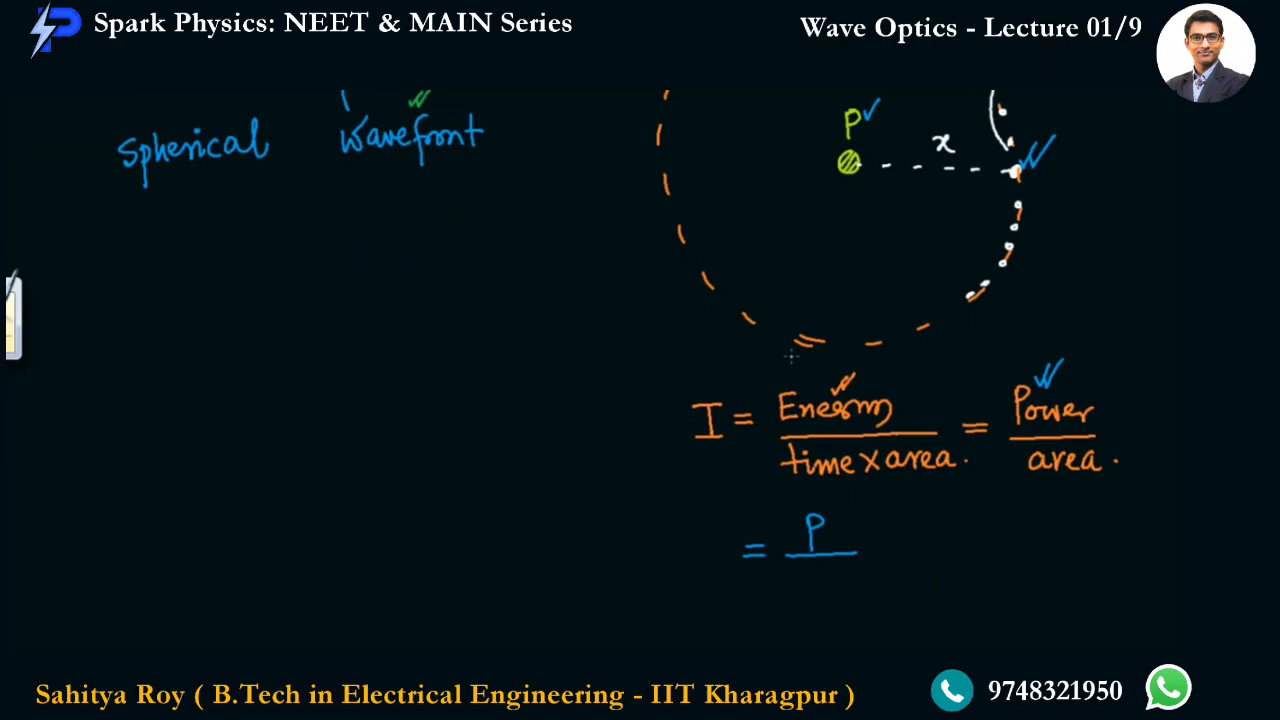 Spark Physics: NEET & MAIN Series
Wave Optics - Lecture 01/9
Spherical wavefront
P
x
I = Energy / time x area. = Power / area.
= P
Sahitya Roy ( B.Tech in Electrical Engineering - IIT Kharagpur )
9748321950